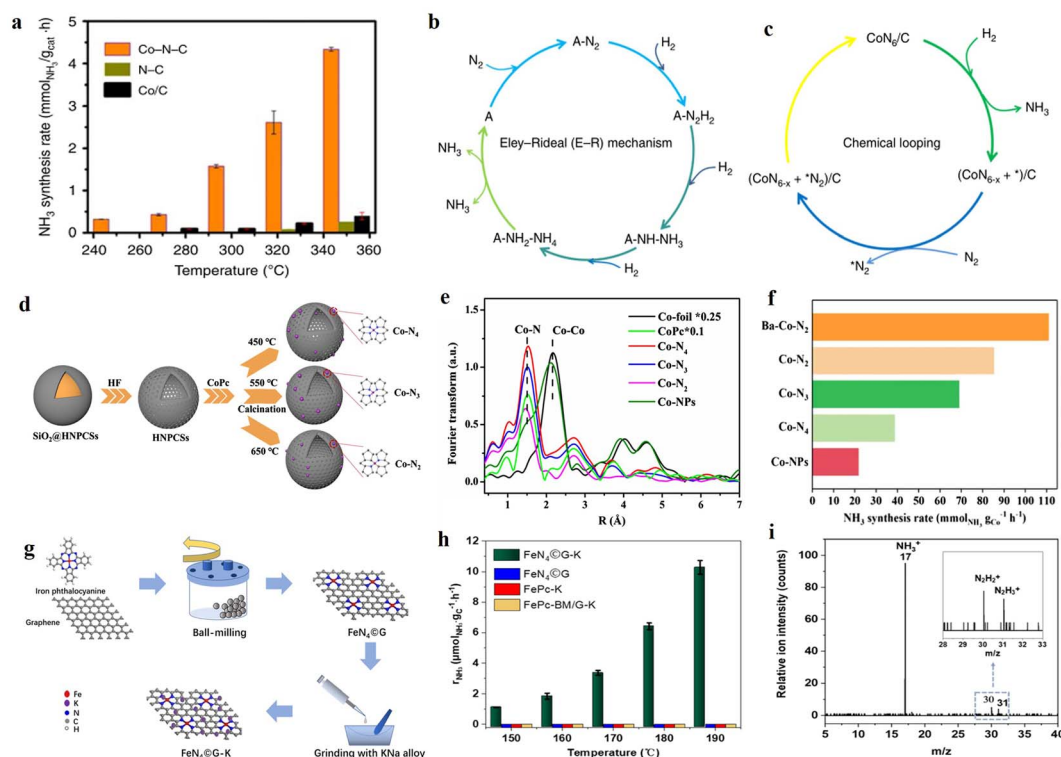 a
NH₃ synthesis rate (mmol_NH₃/g_cat ·h)
5
4
3
2
1
0
Co–N–C
N–C
Co/C
240 260 280 300 320 340 360
Temperature (°C)
b
A-N₂
H₂
N₂
A
A-N₂H₂
Eley–Rideal (E–R) mechanism
NH₃
H₂
NH₃
A-NH₂-NH₄
A-NH-NH₃
H₂
c
CoN₆/C
H₂
NH₃
Chemical looping
(CoN₆₋ₓ + *N₂)/C
(CoN₆₋ₓ + *)/C
*N₂
N₂
d
450 °C
Co-N₄
HF
CoPc
550 °C
Calcination
Co-N₃
650 °C
SiO₂@HNPCSs
HNPCSs
Co-N₂
e
Fourier transform (a.u.)
1.5
1.0
0.5
0.0
Co-N
Co-Co
Co-foil *0.25
CoPc*0.1
Co-N₄
Co-N₃
Co-N₂
Co-NPs
1 2 3 4 5 6 7
R (Å)
f
Ba-Co-N₂
Co-N₂
Co-N₃
Co-N₄
Co-NPs
0 10 20 30 40 50 60 70 80 90 100 110
NH₃ synthesis rate (mmol_NH₃ g_Co⁻¹ h⁻¹)
g
Iron phthalocyanine
Graphene
Ball-milling
FeN₄©G
Fe
K
N
C
H
FeN₄©G-K
Grinding with KNa alloy
h
r_NH₃ (μmol_NH₃·g_C⁻¹·h⁻¹)
12
10
8
6
4
2
0
FeN₄©G-K
FeN₄©G
FePc-K
FePc-BM/G-K
150 160 170 180 190
Temperature (℃)
i
Relative ion intensity (counts)
100
80
60
40
20
0
NH₃⁺
17
N₂H₂⁺
N₂H₃⁺
28 29 30 31 32 33
m/z
30
31
5 10 15 20 25 30 35 40
m/z